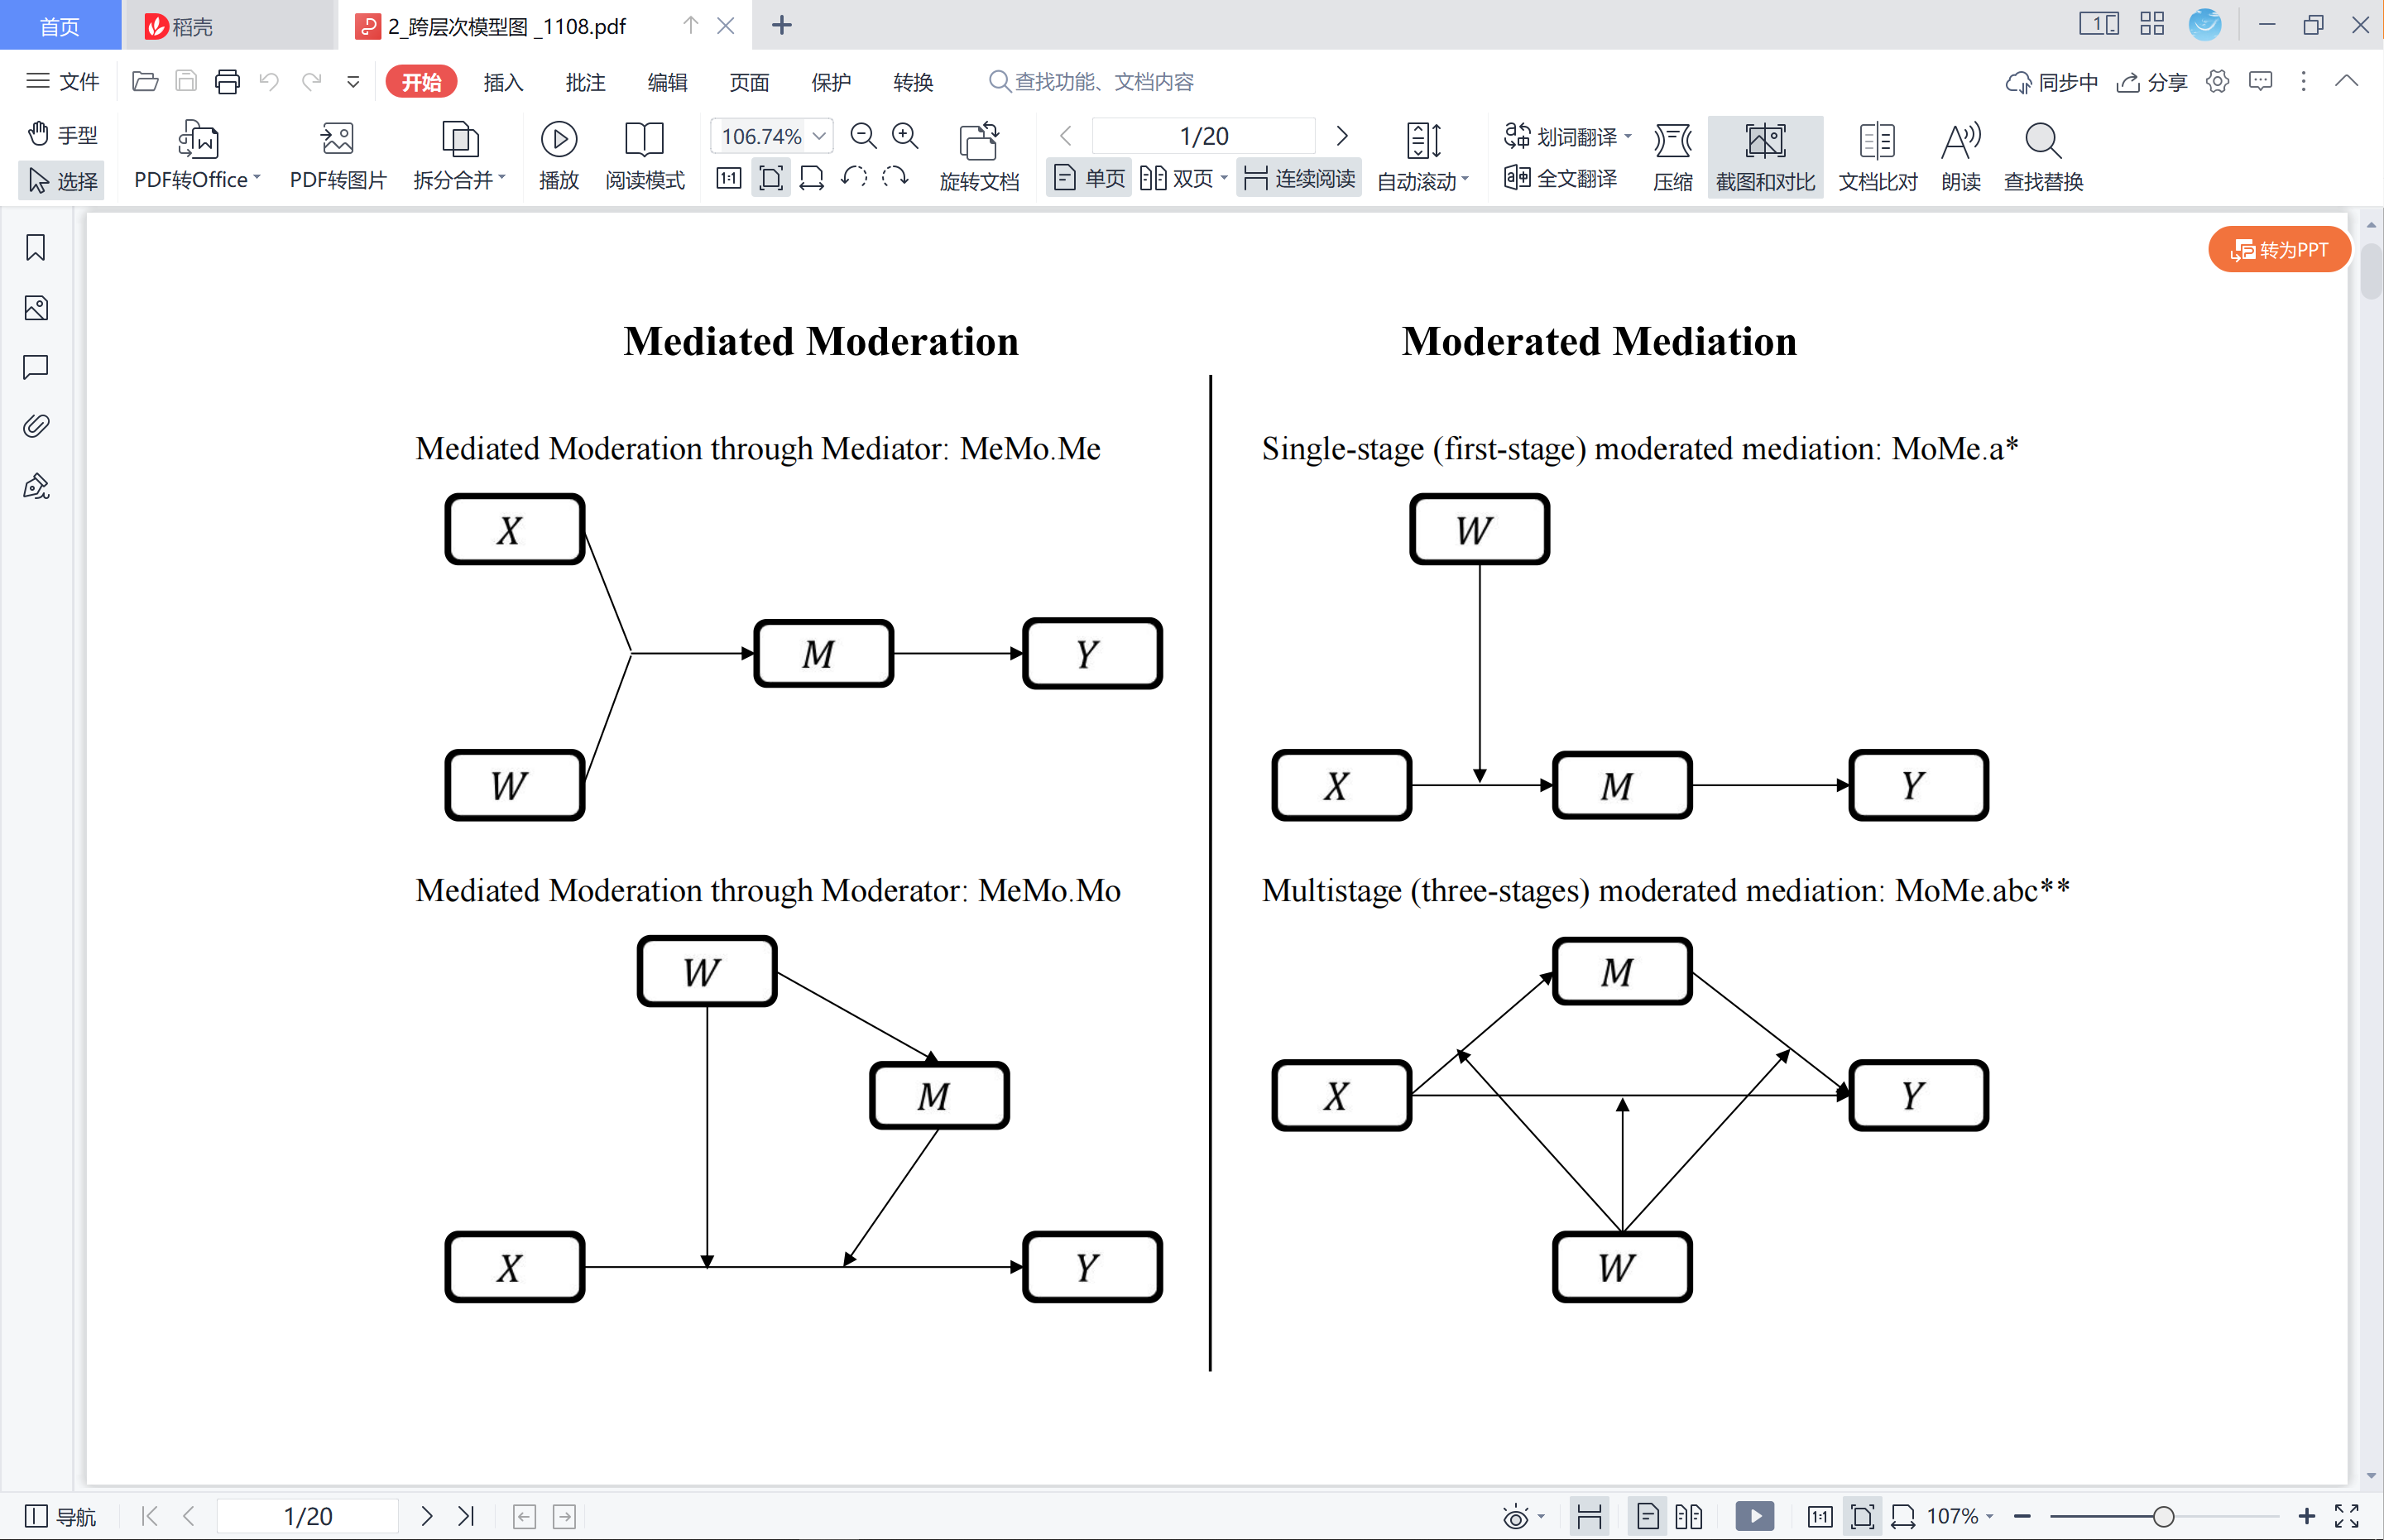 首页
稻壳
2_跨层次模型图 _1108.pdf
文件
开始
插入
批注
编辑
页面
保护
转换
查找功能、文档内容
同步中
分享
手型
选择
PDF转Office
PDF转图片
拆分合并
播放
阅读模式
106.74%
1:1
旋转文档
1/20
单页
双页
连续阅读
自动滚动
划词翻译
全文翻译
压缩
截图和对比
文档比对
朗读
查找替换
转为PPT
Mediated Moderation
Mediated Moderation through Mediator: MeMo.Me
X
M
Y
W
Mediated Moderation through Moderator: MeMo.Mo
W
M
X
Y
Moderated Mediation
Single-stage (first-stage) moderated mediation: MoMe.a*
W
X
M
Y
Multistage (three-stages) moderated mediation: MoMe.abc**
M
X
Y
W
导航
1/20
1:1
107%